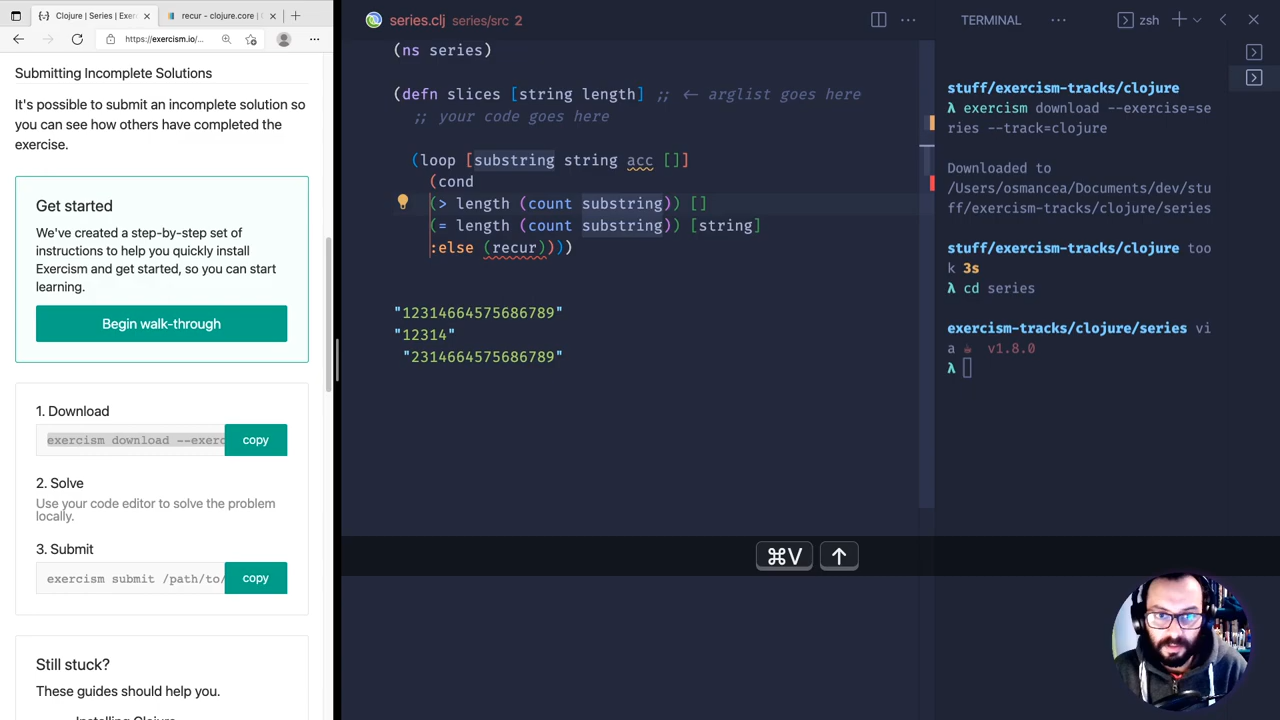 Clojure | Series | Exer
recur - clojure.core |
https://exercism.io/...
Submitting Incomplete Solutions
It's possible to submit an incomplete solution so
you can see how others have completed the
exercise.
Get started
We've created a step-by-step set of
instructions to help you quickly install
Exercism and get started, so you can start
learning.
Begin walk-through
1. Download
exercism download --exerc
copy
2. Solve
Use your code editor to solve the problem
locally.
3. Submit
exercism submit /path/to/
copy
Still stuck?
These guides should help you.
Installing Clojure
series.clj series/src 2
(ns series)
(defn slices [string length] ;; <- arglist goes here
;; your code goes here
(loop [substring string acc []]
(cond
(> length (count substring)) []
(= length (count substring)) [string]
:else (recur))))
"12314664575686789"
"12314"
"2314664575686789"
⌘V ↑
TERMINAL
zsh
stuff/exercism-tracks/clojure
λ exercism download --exercise=se
ries --track=clojure
Downloaded to
/Users/osmancea/Documents/dev/stu
ff/exercism-tracks/clojure/series
stuff/exercism-tracks/clojure too
k 3s
λ cd series
exercism-tracks/clojure/series vi
a ☕ v1.8.0
λ